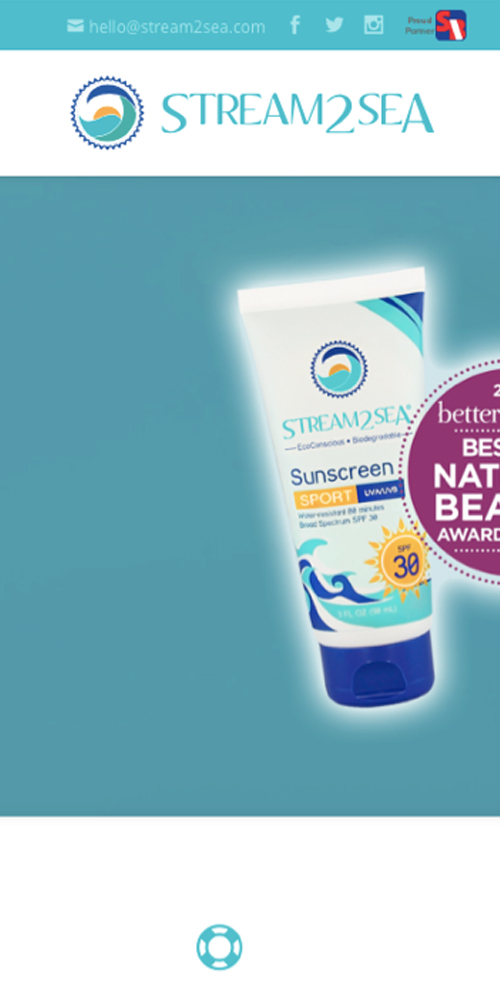 hello@stream2sea.com
Proud
Partner
STREAM2SEA
STREAM2SEA
EcoConscious • Biodegradable
Sunscreen
SPORT UVA/UVB
Water-resistant 80 minutes
Broad Spectrum SPF 30
SPF
30
2
better
BES
NAT
BEA
AWARD